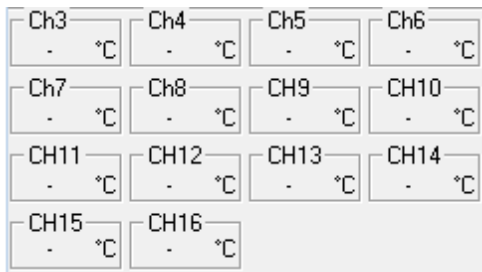 Ch3 Ch4 Ch5 Ch6
- °C - °C - °C - °C
Ch7 Ch8 CH9 CH10
- °C - °C - °C - °C
CH11 CH12 CH13 CH14
- °C - °C - °C - °C
CH15 CH16
- °C - °C